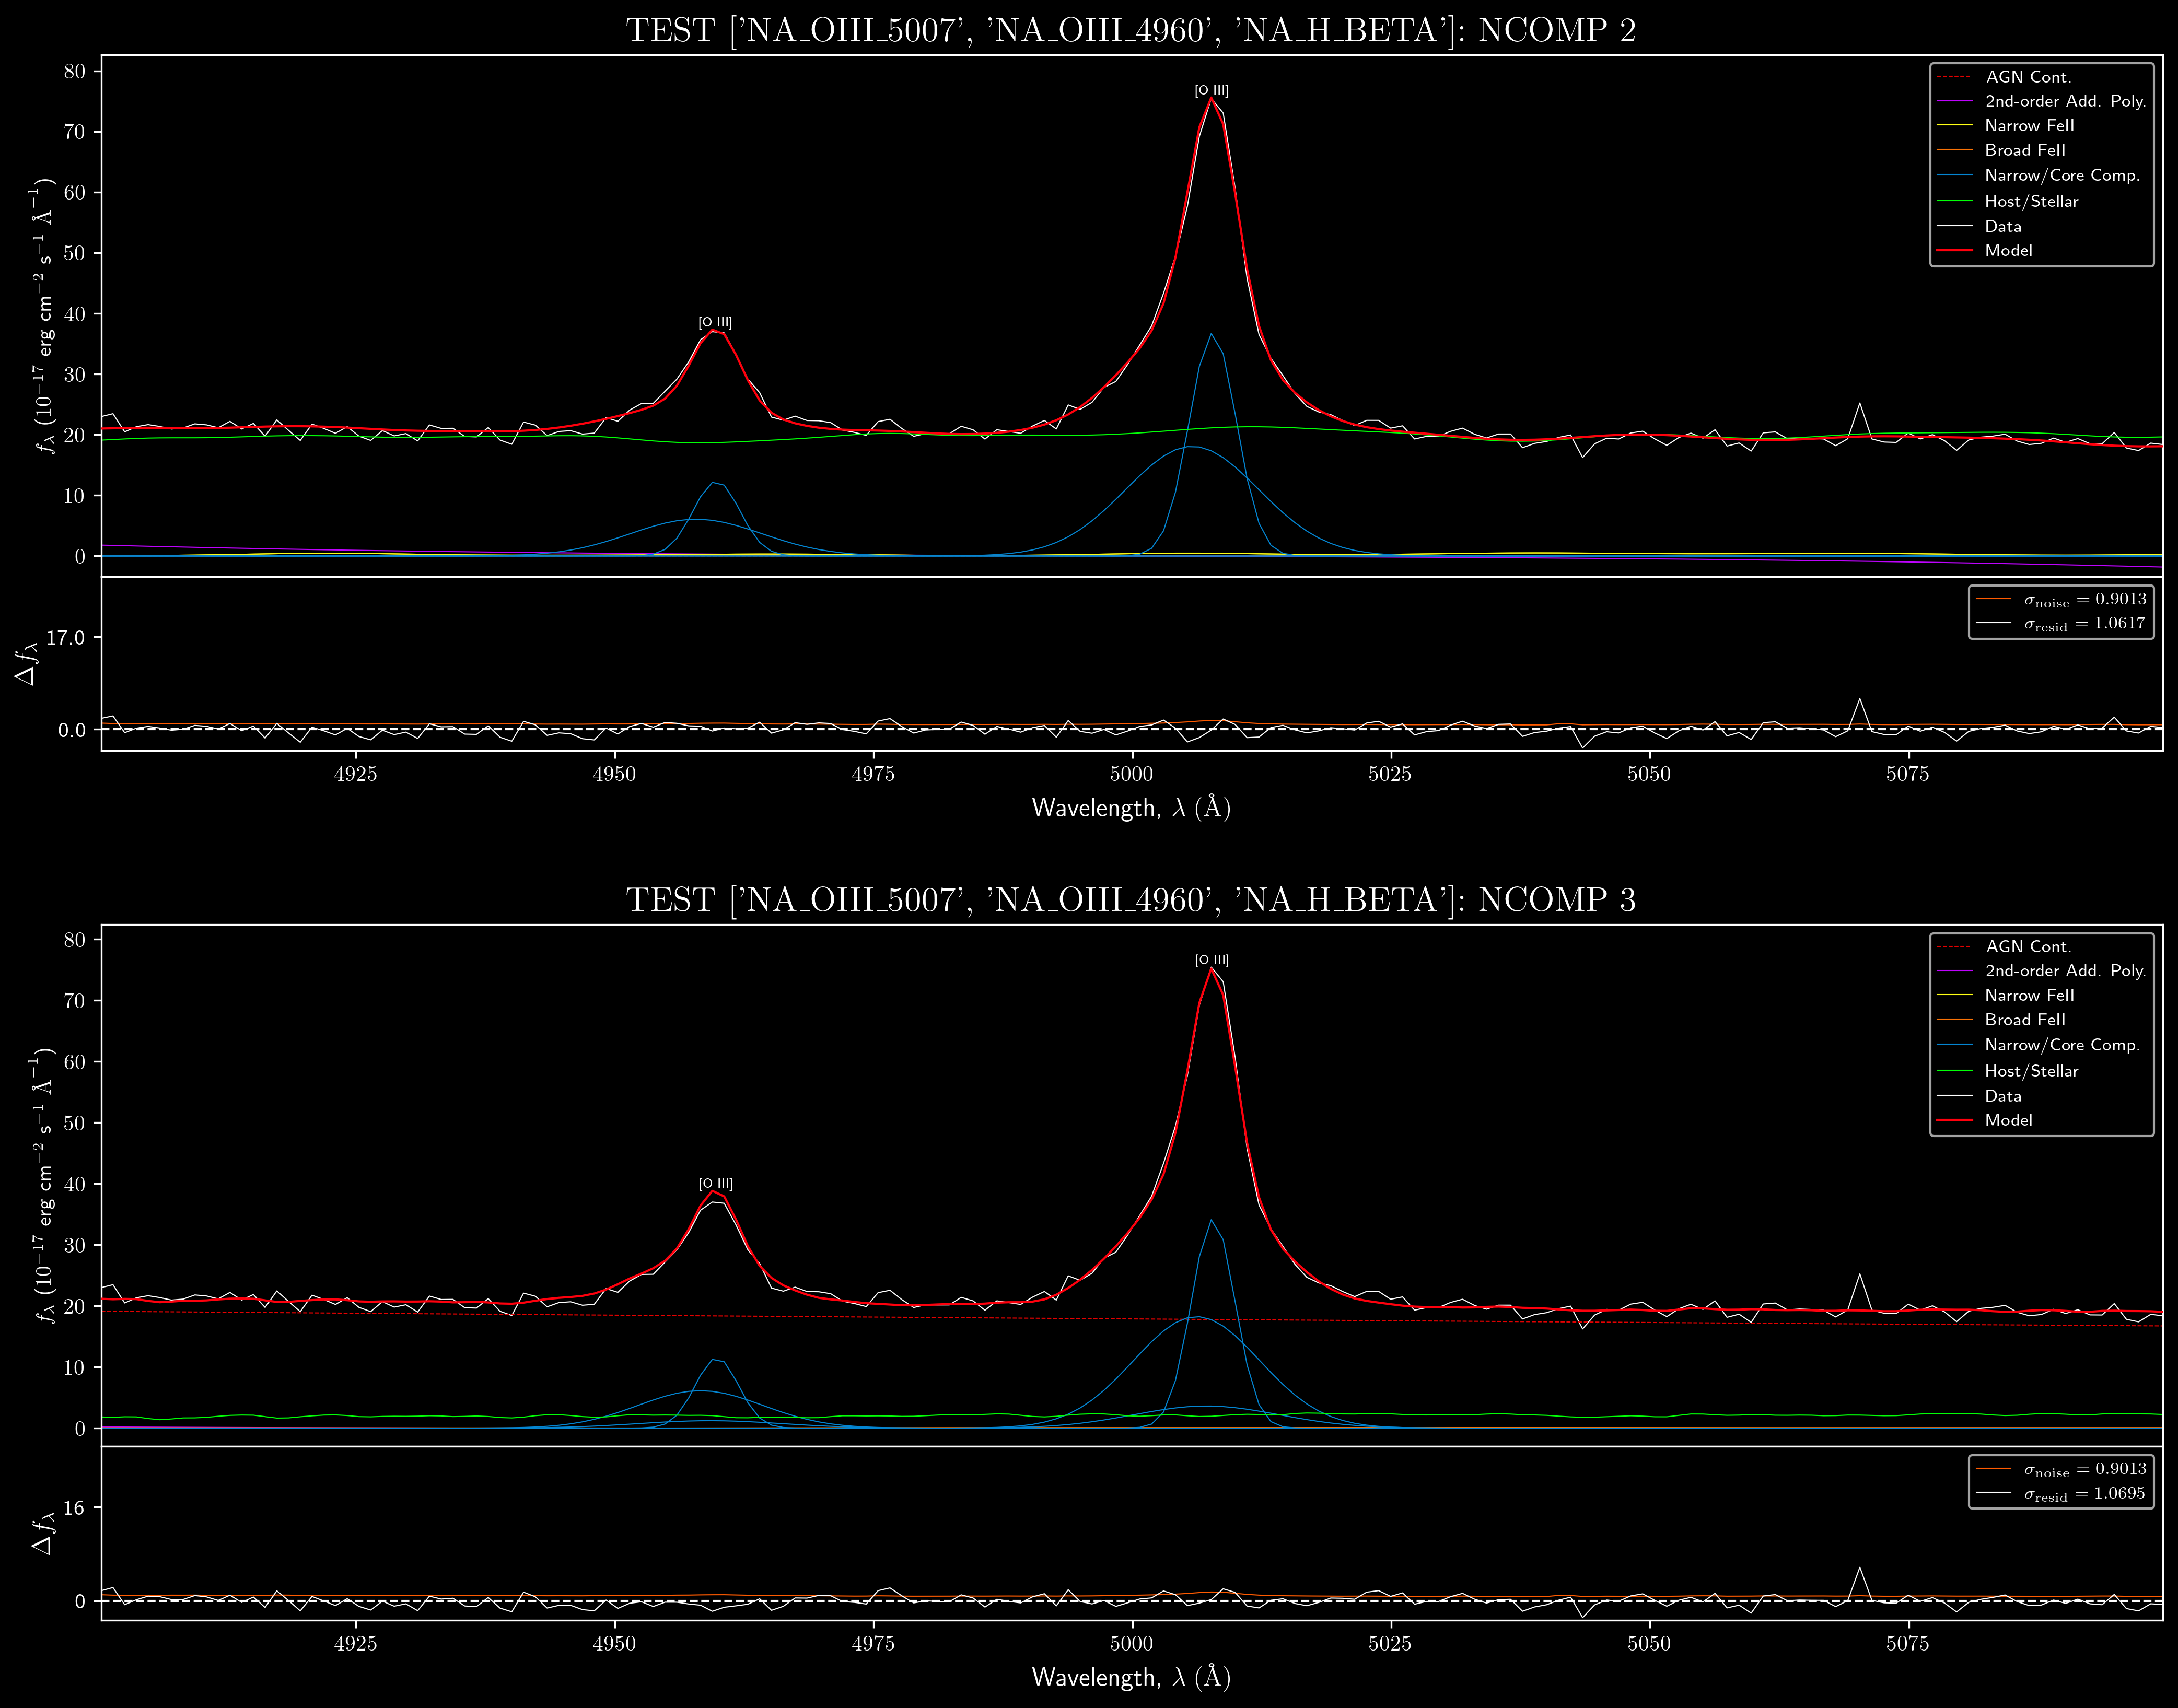 TEST ['NA_OIII_5007', 'NA_OIII_4960', 'NA_H_BETA']: NCOMP 2
80
70
60
50
40
30
20
10
0
fλ (10⁻¹⁷ erg cm⁻² s⁻¹ Å⁻¹)
[O III]
[O III]
AGN Cont.
2nd-order Add. Poly.
Narrow FeII
Broad FeII
Narrow/Core Comp.
Host/Stellar
Data
Model
17.0
0.0
Δfλ
σnoise = 0.9013
σresid = 1.0617
4925 4950 4975 5000 5025 5050 5075
Wavelength, λ (Å)
TEST ['NA_OIII_5007', 'NA_OIII_4960', 'NA_H_BETA']: NCOMP 3
80
70
60
50
40
30
20
10
0
fλ (10⁻¹⁷ erg cm⁻² s⁻¹ Å⁻¹)
[O III]
[O III]
AGN Cont.
2nd-order Add. Poly.
Narrow FeII
Broad FeII
Narrow/Core Comp.
Host/Stellar
Data
Model
16
0
Δfλ
σnoise = 0.9013
σresid = 1.0695
4925 4950 4975 5000 5025 5050 5075
Wavelength, λ (Å)